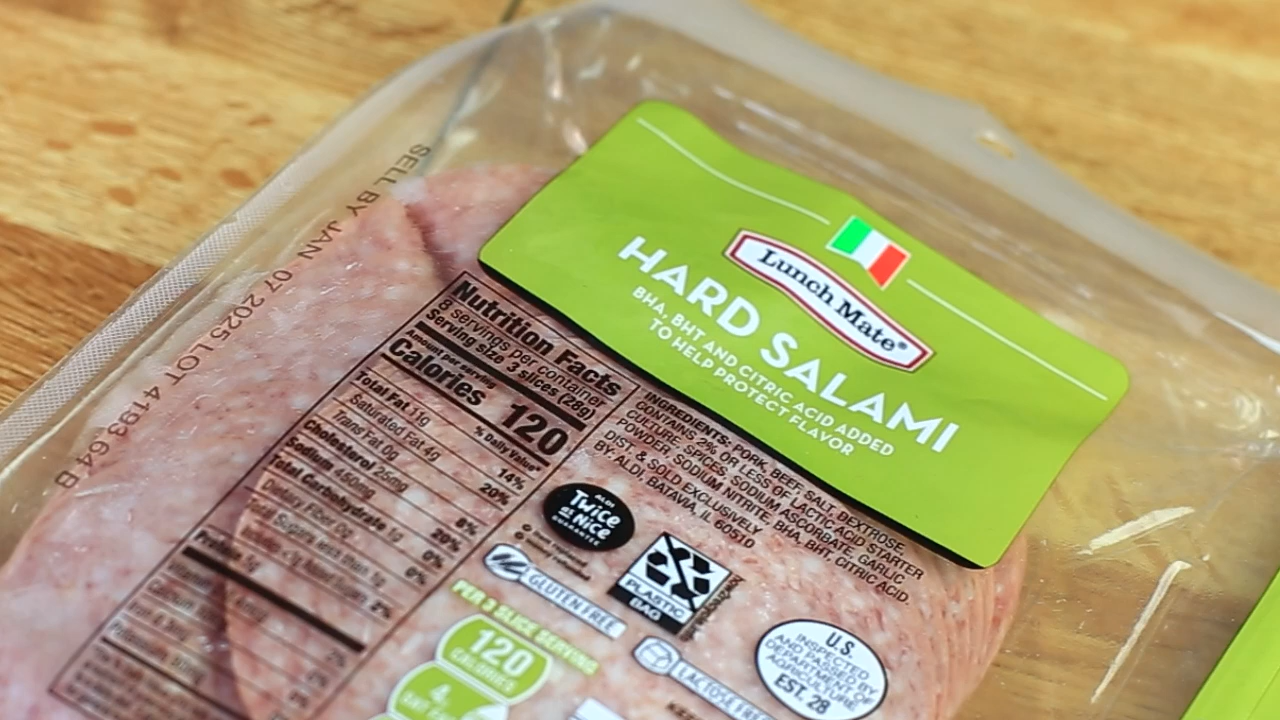 SELL BY JAN 07 2025 LOT 4193 64 B
Lunch Mate®
HARD SALAMI
BHA, BHT AND CITRIC ACID ADDED
TO HELP PROTECT FLAVOR
Nutrition Facts
8 servings per container
Serving size 3 slices (28g)
Amount per serving
Calories 120
% Daily Value*
Total Fat 11g 14%
Saturated Fat 4g 20%
Trans Fat 0g
Cholesterol 25mg 8%
Sodium 450mg 20%
Total Carbohydrate 1g 0%
Dietary Fiber 0g 0%
INGREDIENTS: PORK, BEEF, SALT, DEXTROSE,
CONTAINS 2% OR LESS OF LACTIC ACID STARTER
CULTURE, SPICES, SODIUM ASCORBATE, GARLIC
POWDER, SODIUM NITRITE, BHA, BHT, CITRIC ACID.
DIST. & SOLD EXCLUSIVELY
BY: ALDI, BATAVIA, IL 60510
ALDI
TWICE
as NICE
GUARANTEE
PLASTIC
BAG
GLUTEN FREE
LACTOSE FREE
PER 3 SLICE SERVING
120
CALORIES
4
U.S.
INSPECTED
AND PASSED BY
DEPARTMENT OF
AGRICULTURE
EST. 28